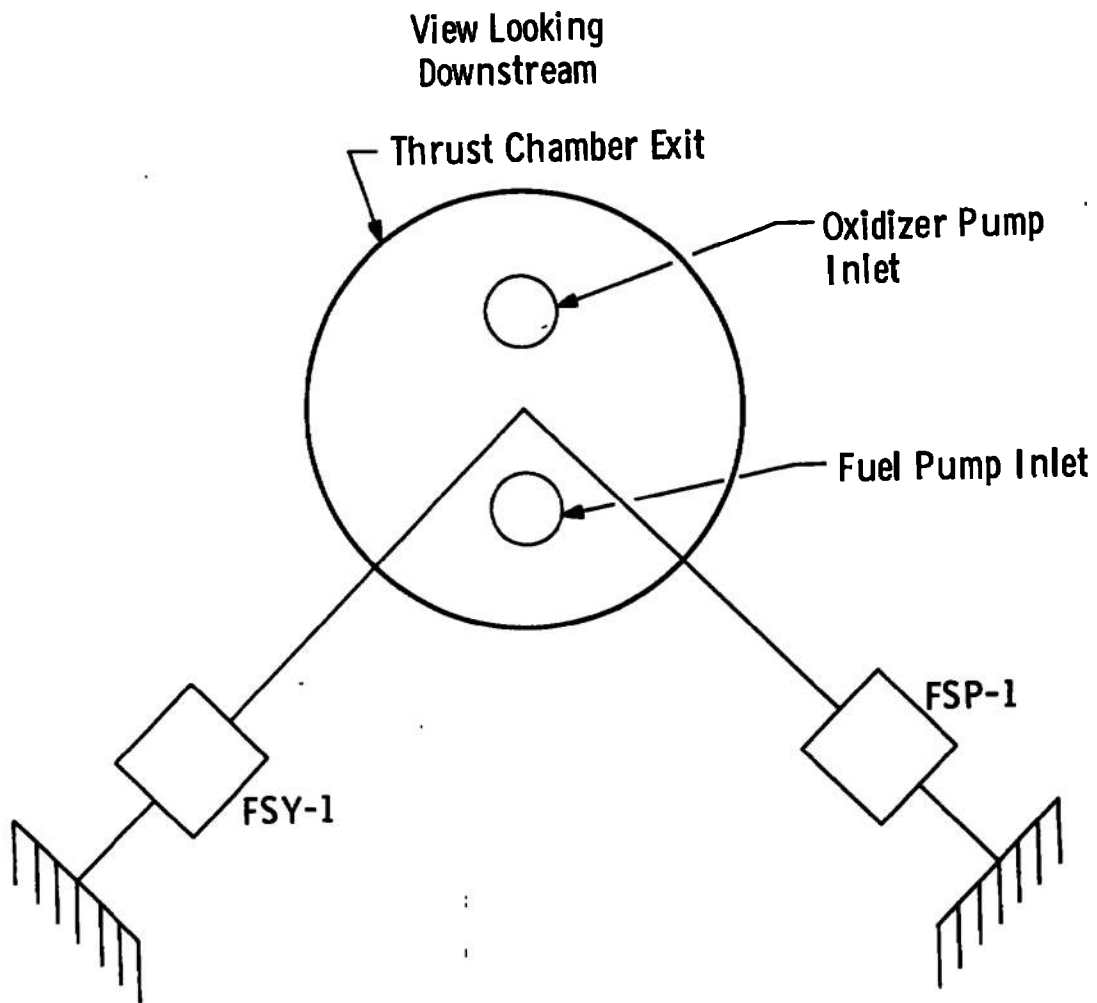 View Looking
Downstream
Thrust Chamber Exit
Oxidizer Pump
Inlet
Fuel Pump Inlet
FSP-1
FSY-1